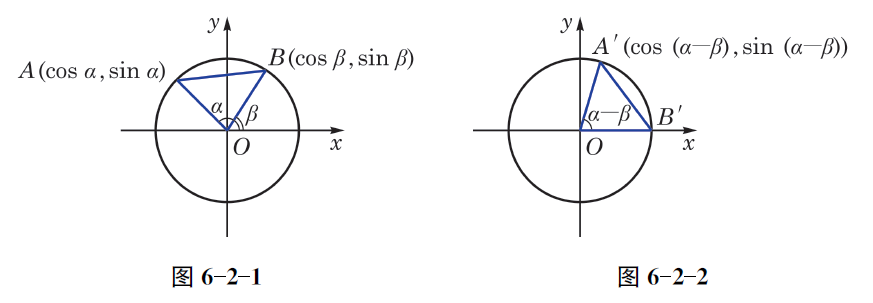 y
A(cos α, sin α)
B(cos β, sin β)
α
β
O
x
图 6-2-1
y
A′(cos (α-β), sin (α-β))
α-β
B′
O
x
图 6-2-2